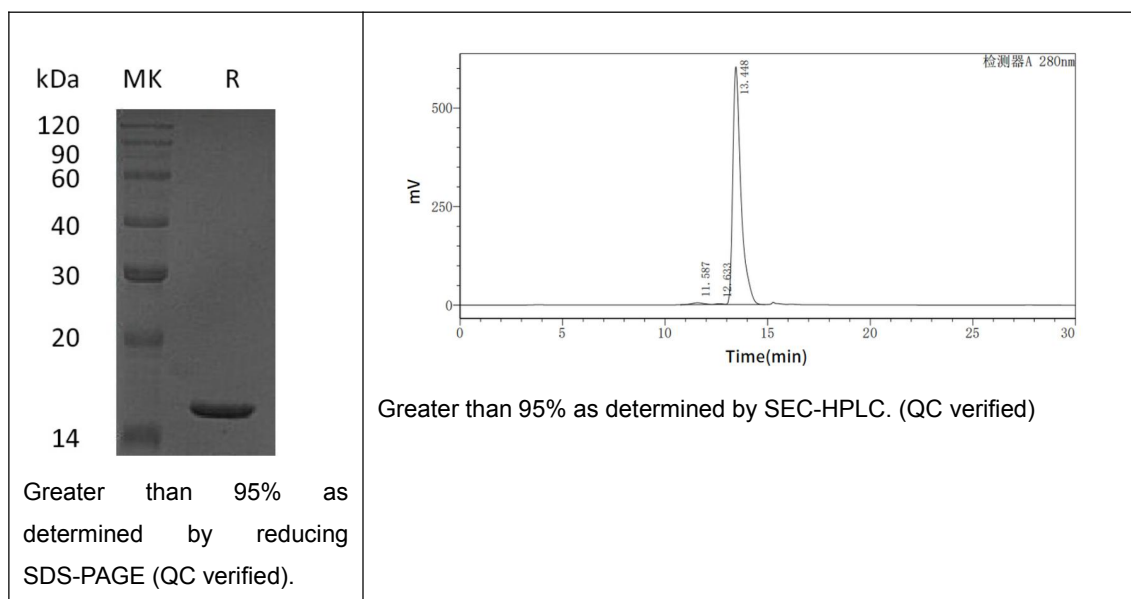 kDa MK R
120
90
60
40
30
20
14
Greater than 95% as
determined by reducing
SDS-PAGE (QC verified).
检测器A 280nm
13.448
500
mV
250
11.587
12.633
0
0 5 10 15 20 25 30
Time(min)
Greater than 95% as determined by SEC-HPLC. (QC verified)